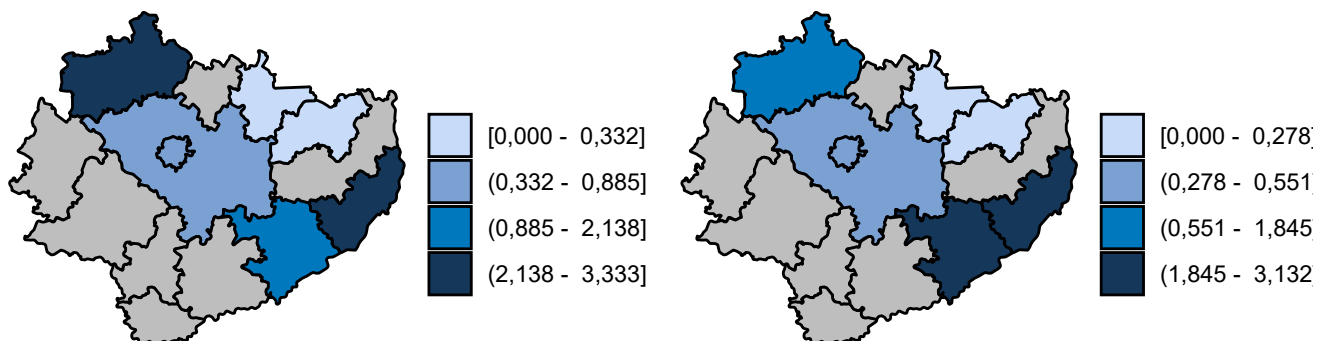 [0,000 - 0,332]
(0,332 - 0,885]
(0,885 - 2,138]
(2,138 - 3,333]
[0,000 - 0,278]
(0,278 - 0,551]
(0,551 - 1,845]
(1,845 - 3,132]